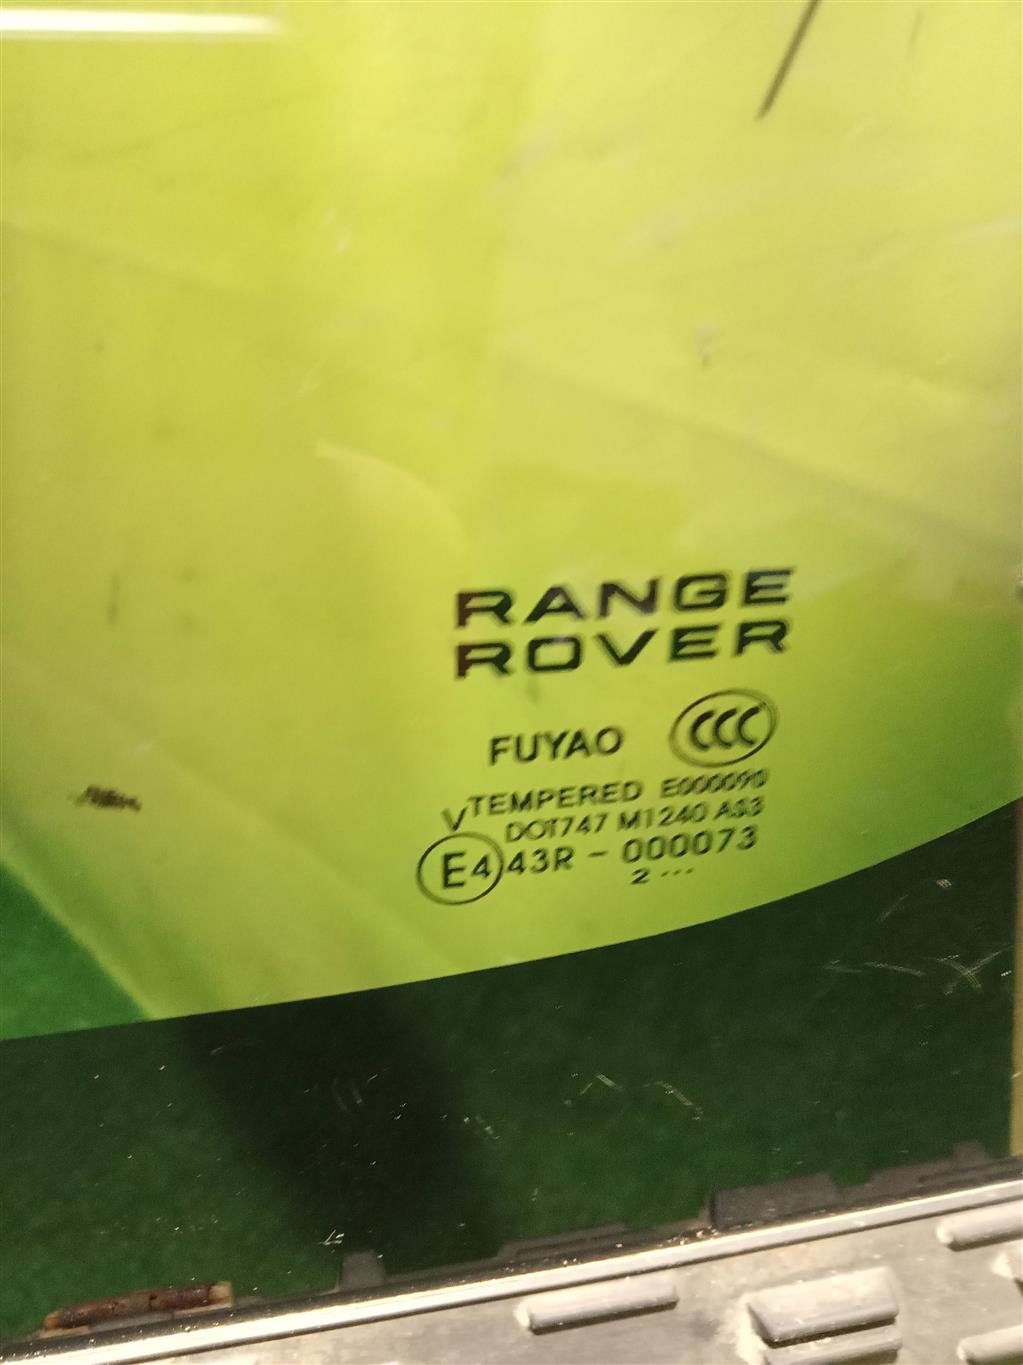 RANGE
ROVER
FUYAO CCC
TEMPERED E000090
V DOT747 M1240 AS3
E4 43R - 000073
2 ...